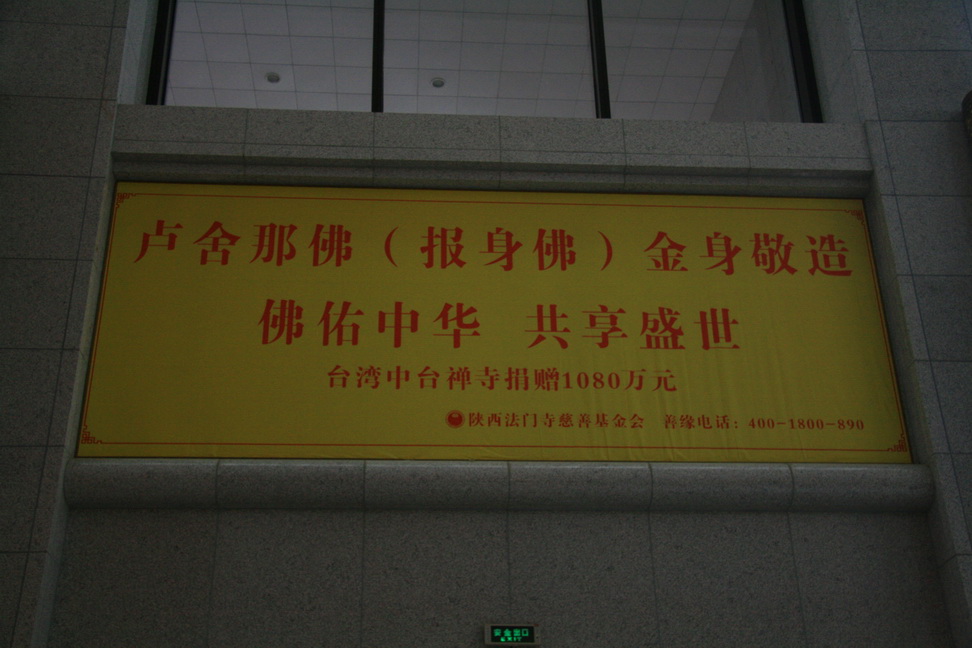 卢舍那佛（报身佛）金身敬造
佛佑中华 共享盛世
台湾中台禅寺捐赠1080万元
陕西法门寺慈善基金会 善缘电话：400-1800-890
安全出口